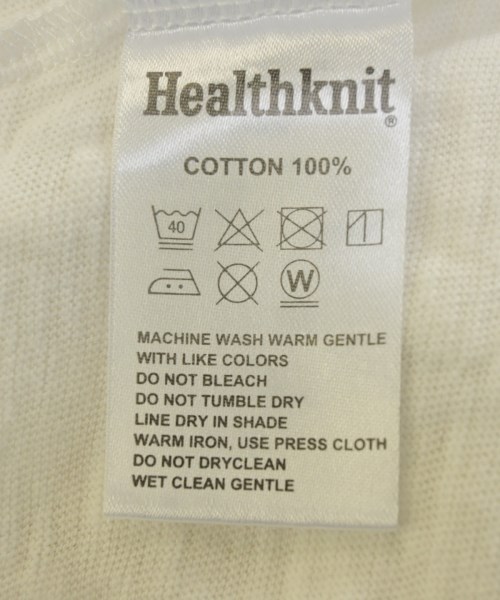 Healthknit®
COTTON 100%
40
W
MACHINE WASH WARM GENTLE
WITH LIKE COLORS
DO NOT BLEACH
DO NOT TUMBLE DRY
LINE DRY IN SHADE
WARM IRON, USE PRESS CLOTH
DO NOT DRYCLEAN
WET CLEAN GENTLE